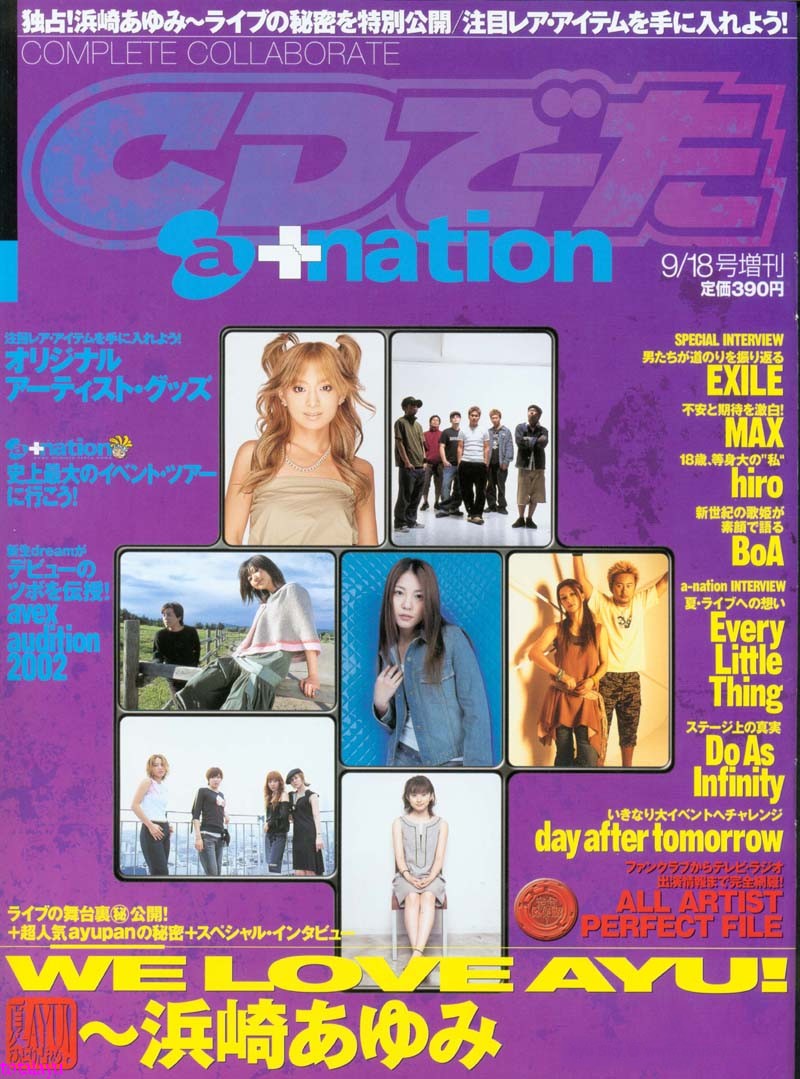 独占!浜崎あゆみ〜ライブの秘密を特別公開/注目レア・アイテムを手に入れよう!
COMPLETE COLLABORATE
CDでーた
a+nation
9/18号増刊
定価390円
注目レア・アイテムを手に入れよう!
オリジナル
アーティスト・グッズ
a+nation
史上最大のイベント・ツアー
に行こう!
新生dreamが
デビューの
ツボを伝授!
avex
audition
2002
SPECIAL INTERVIEW
男たちが道のりを振り返る
EXILE
不安と期待を激白!
MAX
18歳、等身大の"私"
hiro
新世紀の歌姫が
素顔で語る
BoA
a-nation INTERVIEW
夏・ライブへの想い
Every
Little
Thing
ステージ上の真実
Do As
Infinity
いきなり大イベントへチャレンジ
day after tomorrow
ファンクラブからテレビ・ラジオ
出演情報まで完全網羅!
ALL ARTIST
PERFECT FILE
ライブの舞台裏㊙公開!
+超人気ayupanの秘密+スペシャル・インタビュー
WE LOVE AYU!
夏AYU
ひとり占め!
〜浜崎あゆみ